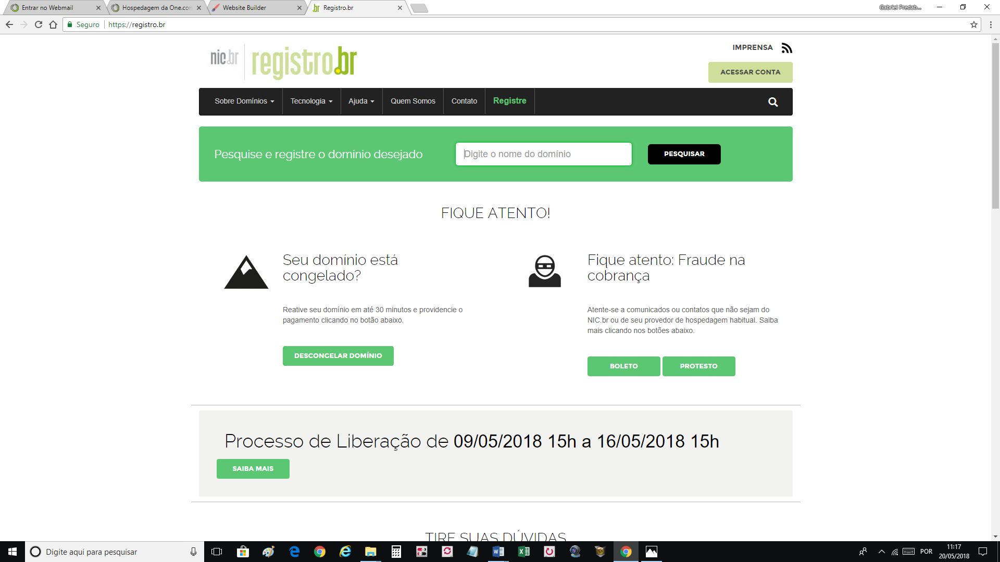 Entrar no Webmail
Hospedagem da One.com
Website Builder
Registro.br
Seguro
https://registro.br
nic.br
registro.br
IMPRENSA
ACESSAR CONTA
Sobre Domínios
Tecnologia
Ajuda
Quem Somos
Contato
Registre
Pesquise e registre o domínio desejado
Digite o nome do domínio
PESQUISAR
FIQUE ATENTO!
Seu domínio está
congelado?
Reative seu domínio em até 30 minutos e providencie o
pagamento clicando no botão abaixo.
DESCONGELAR DOMÍNIO
Fique atento: Fraude na
cobrança
Atente-se a comunicados ou contatos que não sejam do
NIC.br ou de seu provedor de hospedagem habitual. Saiba
mais clicando nos botões abaixo.
BOLETO
PROTESTO
Processo de Liberação de 09/05/2018 15h a 16/05/2018 15h
SAIBA MAIS
TIRE SUAS DÚVIDAS
Digite aqui para pesquisar
POR
11:17
20/05/2018